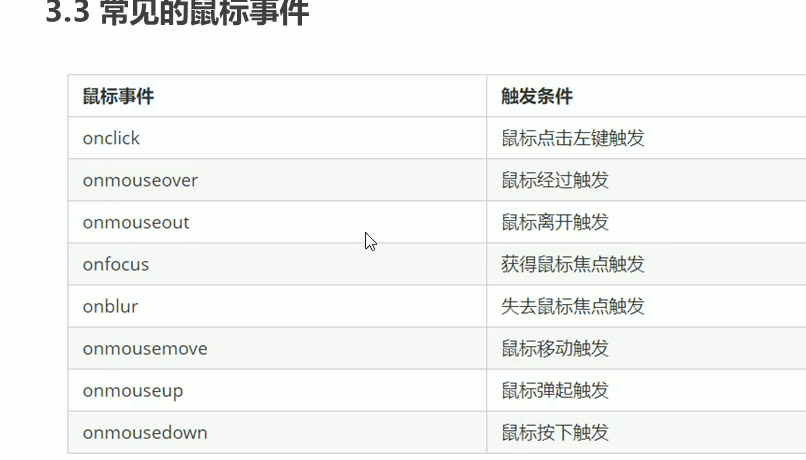 3.3 常见的鼠标事件
鼠标事件 触发条件
onclick 鼠标点击左键触发
onmouseover 鼠标经过触发
onmouseout 鼠标离开触发
onfocus 获得鼠标焦点触发
onblur 失去鼠标焦点触发
onmousemove 鼠标移动触发
onmouseup 鼠标弹起触发
onmousedown 鼠标按下触发